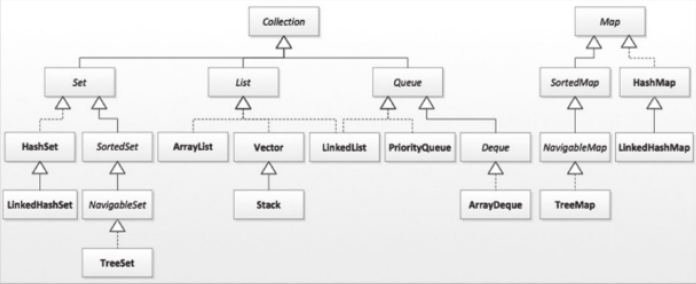 Collection
Map
Set
List
Queue
SortedMap
HashMap
HashSet
SortedSet
ArrayList
Vector
LinkedList
PriorityQueue
Deque
NavigableMap
LinkedHashMap
LinkedHashSet
NavigableSet
Stack
ArrayDeque
TreeMap
TreeSet